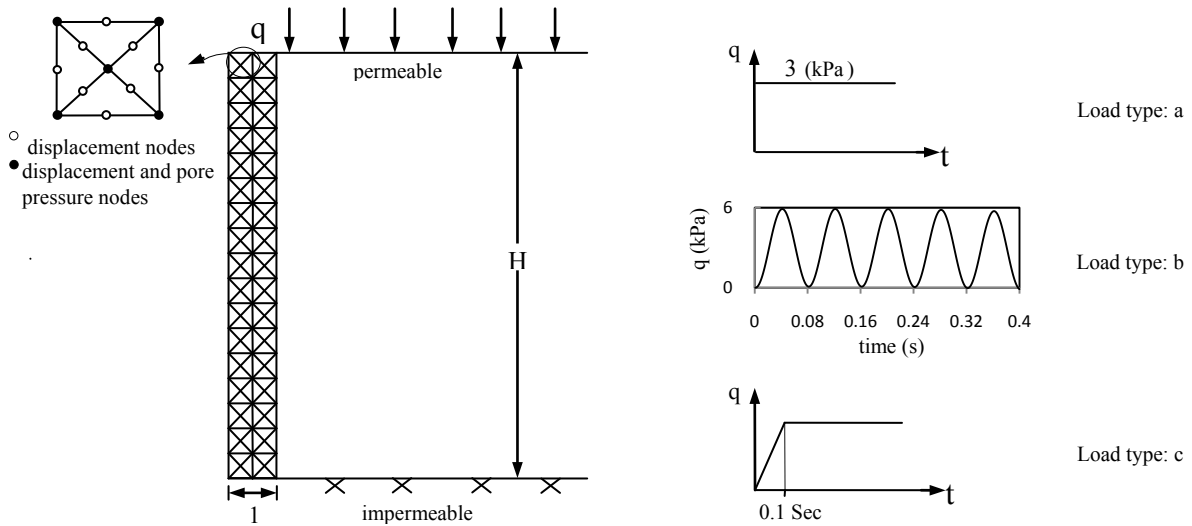 q
permeable
displacement nodes
displacement and pore
pressure nodes
.
H
1
impermeable
q
3 (kPa)
t
Load type: a
q (kPa)
6
0
0 0.08 0.16 0.24 0.32 0.4
time (s)
Load type: b
q
t
0.1 Sec
Load type: c